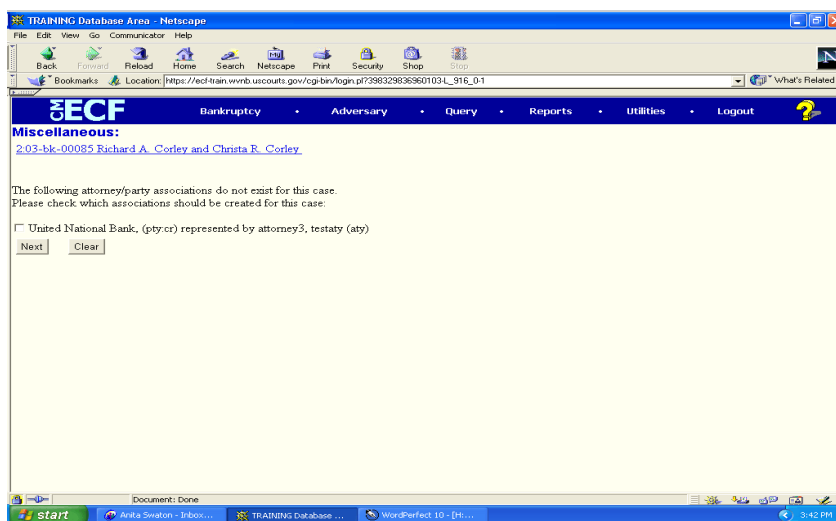 TRAINING Database Area - Netscape
File Edit View Go Communicator Help
Back Forward Reload Home Search Netscape Print Security Shop Stop
Bookmarks Location: https://ecf-train.wvnb.uscourts.gov/cgi-bin/login.pl?398329836960103-L_916_0-1 What's Related
CM ECF Bankruptcy • Adversary • Query • Reports • Utilities • Logout ?
Miscellaneous:
2:03-bk-00085 Richard A. Corley and Christa R. Corley
The following attorney/party associations do not exist for this case.
Please check which associations should be created for this case:
United National Bank, (pty:cr) represented by attorney3, testaty (aty)
Next Clear
Document: Done
start Anita Swaton - Inbox... TRAINING Database ... WordPerfect 10 - [H:... 3:42 PM